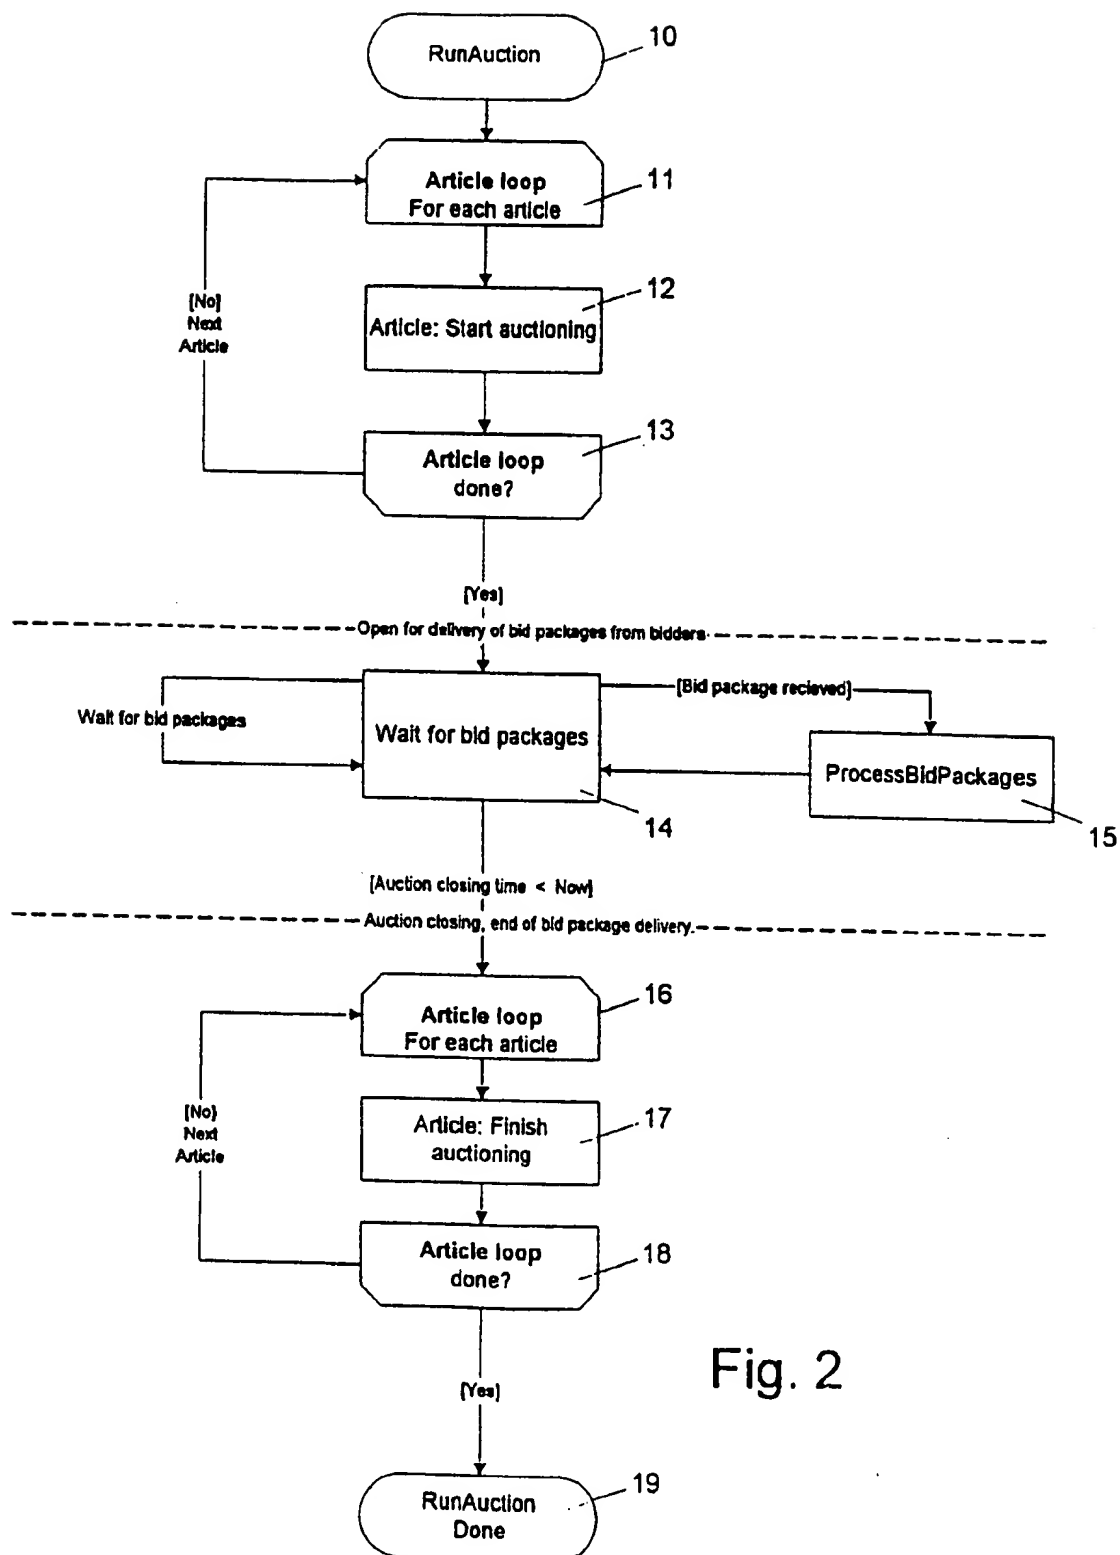 RunAuction
10
Article loop
For each article
11
[No]
Next
Article
Article: Start auctioning
12
Article loop
done?
13
[Yes]
Open for delivery of bid packages from bidders
Wait for bid packages
Wait for bid packages
14
[Bid package recieved]
ProcessBidPackages
15
[Auction closing time < Now]
Auction closing, end of bid package delivery.
Article loop
For each article
16
[No]
Next
Article
Article: Finish
auctioning
17
Article loop
done?
18
[Yes]
Fig. 2
RunAuction
Done
19